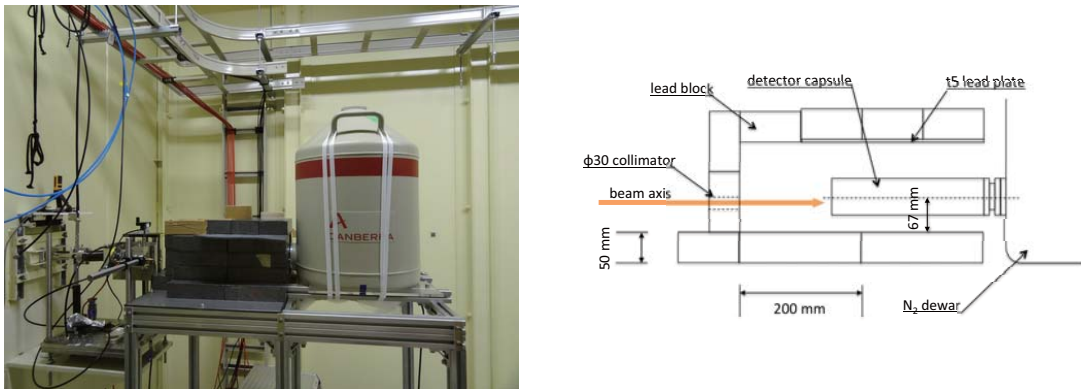 CANBERRA
detector capsule
lead block
t5 lead plate
ϕ30 collimator
beam axis
67 mm
50 mm
200 mm
N₂ dewar